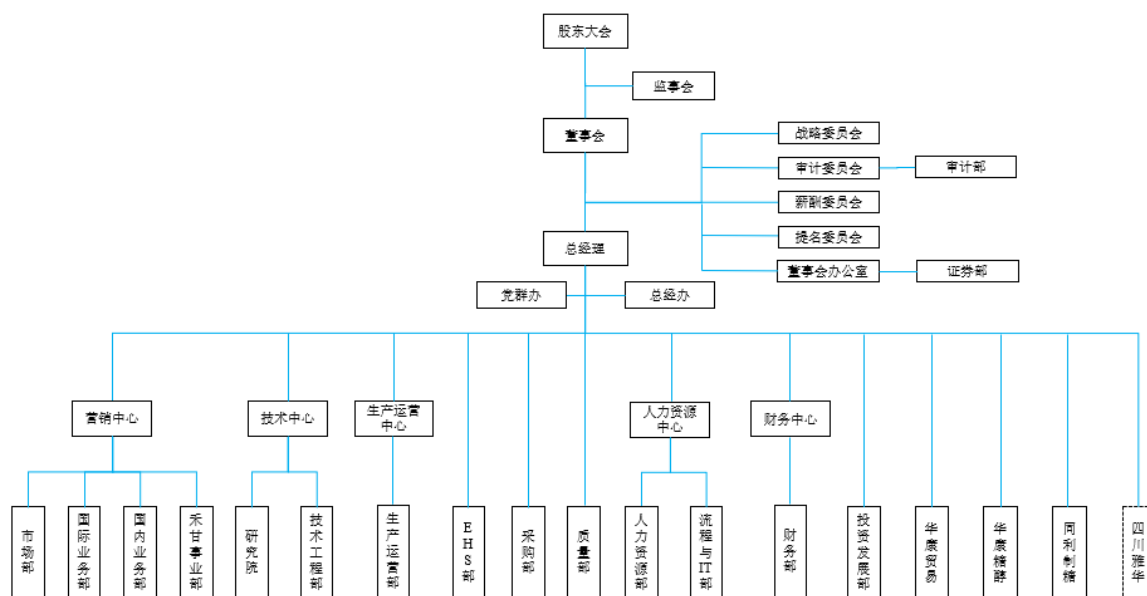 股东大会
监事会
董事会
战略委员会
审计委员会
审计部
薪酬委员会
提名委员会
总经理
董事会办公室
证券部
党群办
总经办
营销中心
技术中心
生产运营
中心
人力资源
中心
财务中心
市场部
国际业务部
国内业务部
禾甘事业部
研究院
技术工程部
生产运营部
EHS部
采购部
质量部
人力资源部
流程与IT部
财务部
投资发展部
华康贸易
华康糖醇
同利制糖
四川雅华